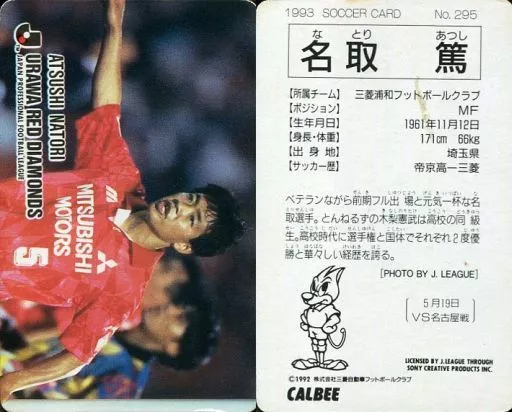 J.LEAGUE
ATSUSHI NATORI
URAWA RED DIAMONDS
JAPAN PROFESSIONAL FOOTBALL LEAGUE
MITSUBISHI
MOTORS
5
1993 SOCCER CARD No. 295
な とり あつし
名取 篤
【所属チーム】 三菱浦和フットボールクラブ
【ポジション】 MF
【生年月日】 1961年11月12日
【身長・体重】 171cm 66kg
【出身地】 埼玉県
【サッカー歴】 帝京高ー三菱
ベテランながら前期フル出場と元気一杯な名
取選手。とんねるずの木梨憲武は高校の同級
生。高校時代に選手権と国体でそれぞれ2度優
勝と華々しい経歴を誇る。
[PHOTO BY J. LEAGUE]
5月19日
VS名古屋戦
LICENSED BY J.LEAGUE THROUGH
SONY CREATIVE PRODUCTS INC.
©1992 株式会社三菱自動車フットボールクラブ
CALBEE